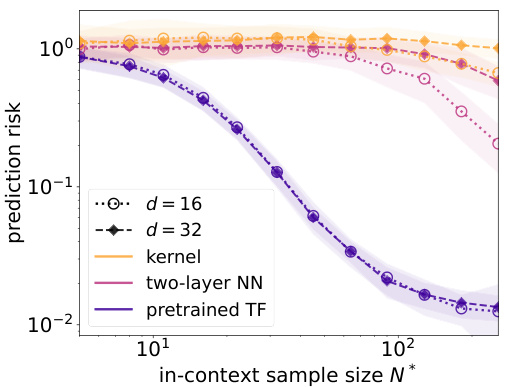 prediction risk
10⁰
10⁻¹
10⁻²
d = 16
d = 32
kernel
two-layer NN
pretrained TF
10¹
10²
in-context sample size N*